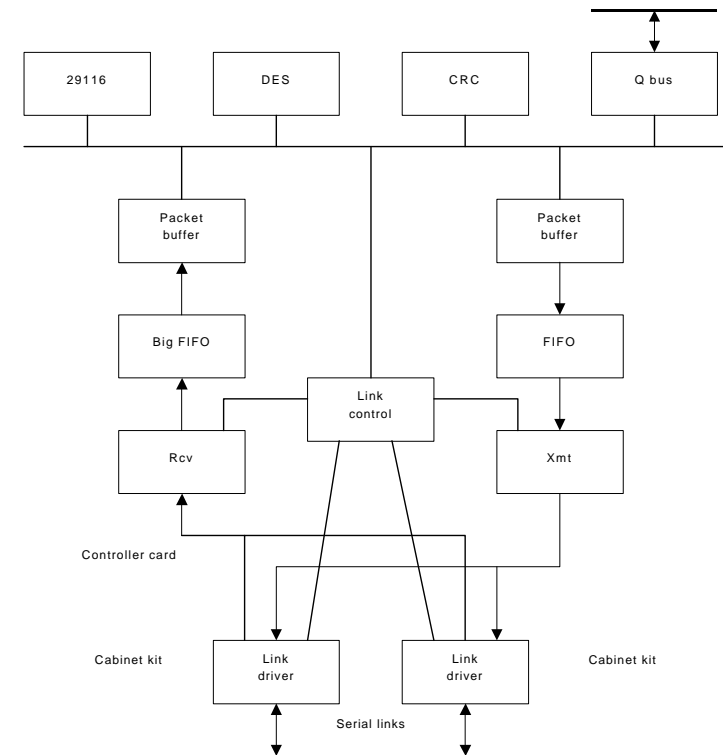 29116
DES
CRC
Q bus
Packet
buffer
Packet
buffer
Big FIFO
FIFO
Link
control
Rcv
Xmt
Controller card
Cabinet kit
Link
driver
Link
driver
Cabinet kit
Serial links